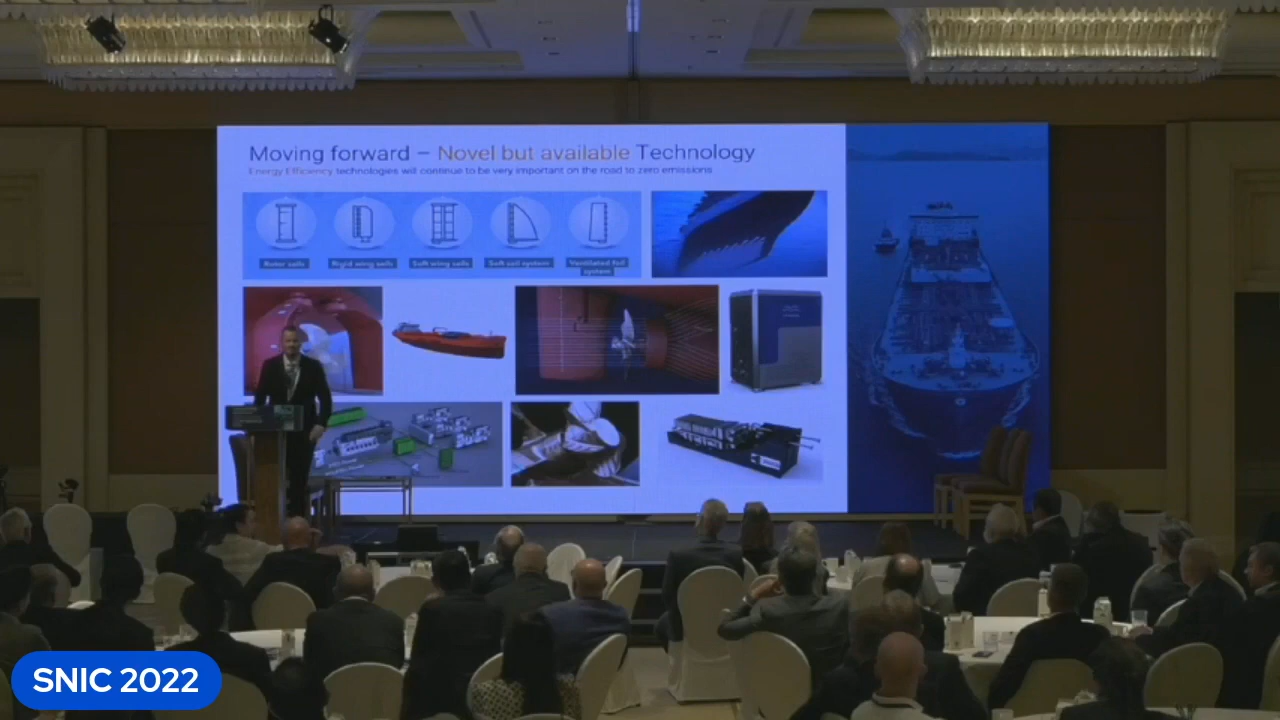 Moving forward – Novel but available Technology
Energy Efficiency technologies will continue to be very important on the road to zero emissions
Rotor sails
Rigid wing sails
Soft wing sails
Soft sail system
Ventilated foil
system
SNIC 2022